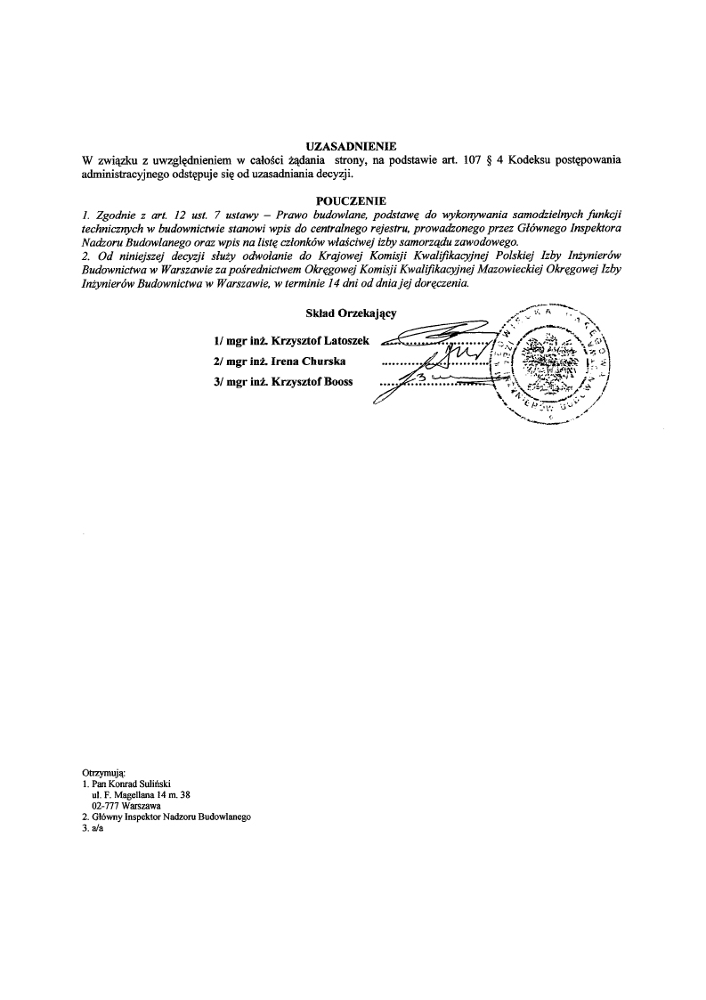 UZASADNIENIE
W związku z uwzględnieniem w całości żądania strony, na podstawie art. 107 § 4 Kodeksu postępowania
administracyjnego odstępuje się od uzasadniania decyzji.
POUCZENIE
1. Zgodnie z art. 12 ust. 7 ustawy – Prawo budowlane, podstawę do wykonywania samodzielnych funkcji
technicznych w budownictwie stanowi wpis do centralnego rejestru, prowadzonego przez Głównego Inspektora
Nadzoru Budowlanego oraz wpis na listę członków właściwej izby samorządu zawodowego.
2. Od niniejszej decyzji służy odwołanie do Krajowej Komisji Kwalifikacyjnej Polskiej Izby Inżynierów
Budownictwa w Warszawie za pośrednictwem Okręgowej Komisji Kwalifikacyjnej Mazowieckiej Okręgowej Izby
Inżynierów Budownictwa w Warszawie, w terminie 14 dni od dnia jej doręczenia.
Skład Orzekający
1/ mgr inż. Krzysztof Latoszek
2/ mgr inż. Irena Churska
3/ mgr inż. Krzysztof Booss
Otrzymują:
1. Pan Konrad Suliński
ul. F. Magellana 14 m. 38
02-777 Warszawa
2. Główny Inspektor Nadzoru Budowlanego
3. a/a